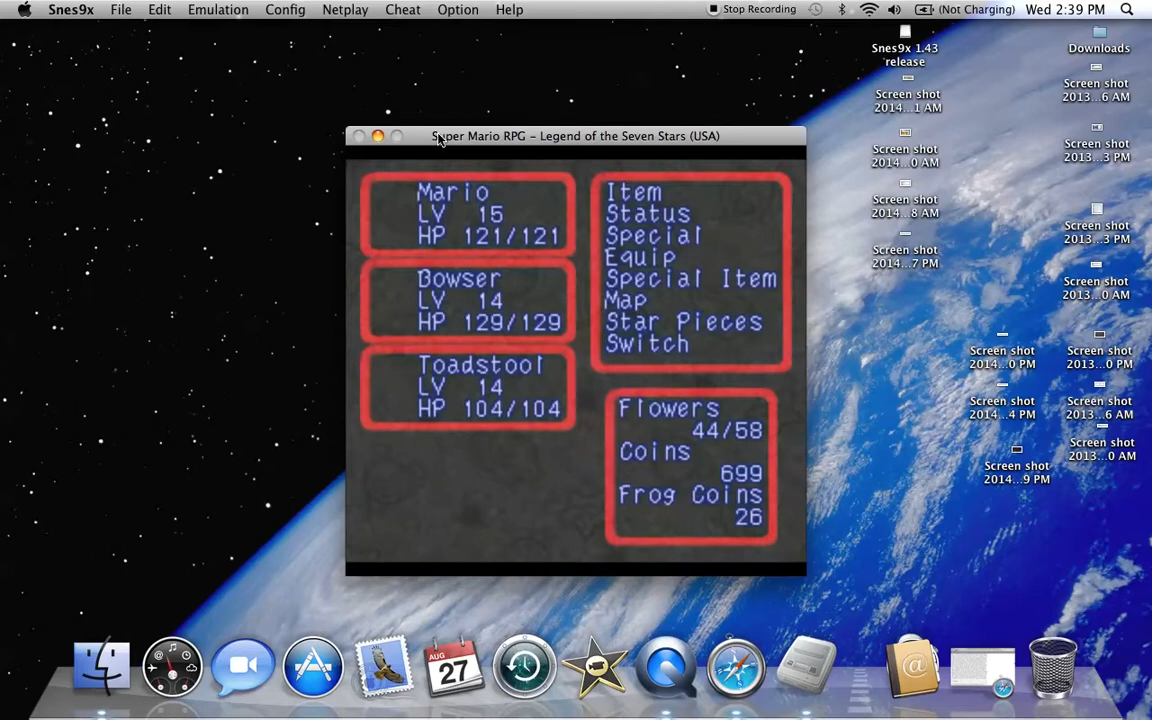 Snes9x File Edit Emulation Config Netplay Cheat Option Help Stop Recording (Not Charging) Wed 2:39 PM
Snes9x 1.43
release
Downloads
Screen shot
2014...1 AM
Screen shot
2013...6 AM
Screen shot
2014...0 AM
Screen shot
2013...3 PM
Screen shot
2014...8 AM
Screen shot
2014...7 PM
Screen shot
2013...3 PM
Screen shot
2013...0 AM
Screen shot
2014...0 PM
Screen shot
2013...4 PM
Screen shot
2014...4 PM
Screen shot
2013...6 AM
Screen shot
2013...0 AM
Screen shot
2014...9 PM
Super Mario RPG – Legend of the Seven Stars (USA)
Mario
LV 15
HP 121/121
Bowser
LV 14
HP 129/129
Toadstool
LV 14
HP 104/104
Item
Status
Special
Equip
Special Item
Map
Star Pieces
Switch
Flowers
44/58
Coins
699
Frog Coins
26
AUG
27